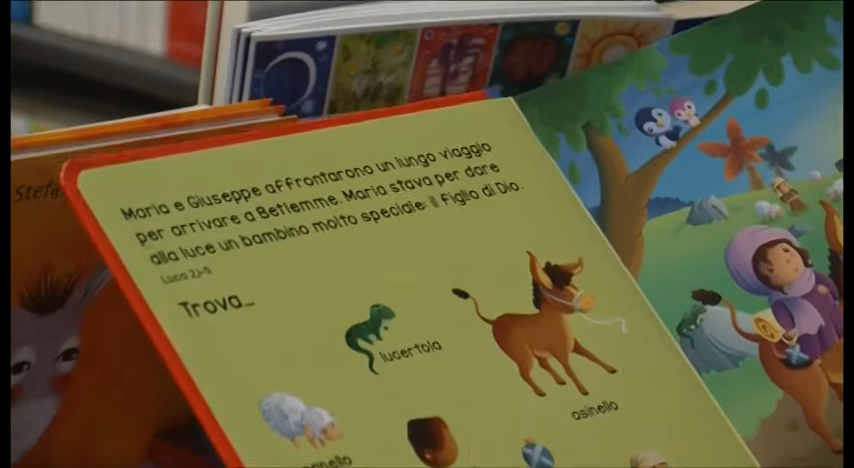 Maria e Giuseppe affrontarono un lungo viaggio
per arrivare a Betlemme. Maria stava per dare
alla luce un bambino molto speciale: il Figlio di Dio.
Luca 2,1-5
Trova...
lucertola
asinello